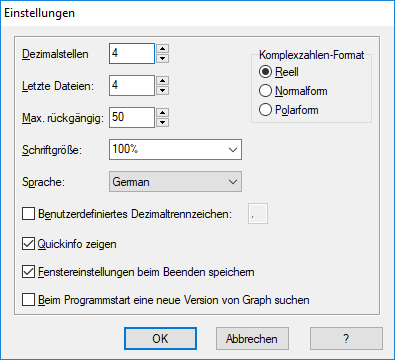 Einstellungen
Dezimalstellen 4
Komplexzahlen-Format
Reell
Letzte Dateien: 4
Normalform
Polarform
Max. rückgängig: 50
Schriftgröße: 100%
Sprache: German
Benutzerdefiniertes Dezimaltrennzeichen: .
Quickinfo zeigen
Fenstereinstellungen beim Beenden speichern
Beim Programmstart eine neue Version von Graph suchen
OK Abbrechen ?